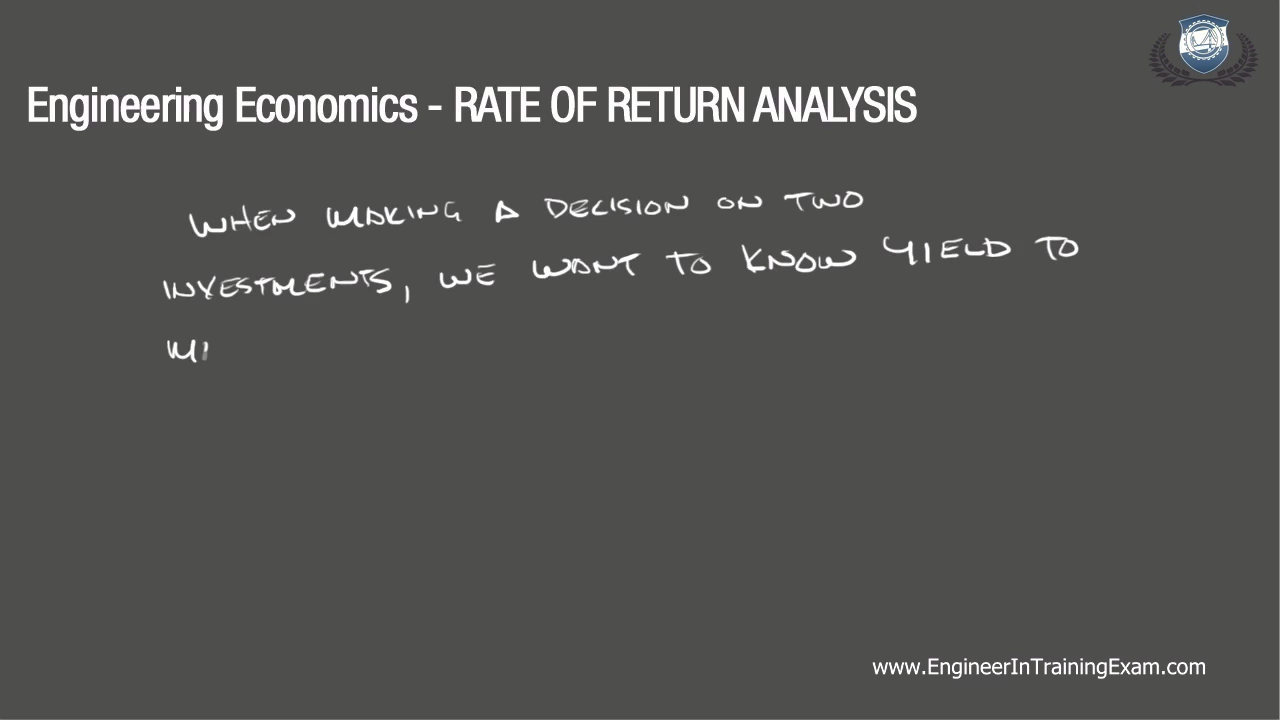 Engineering Economics - RATE OF RETURN ANALYSIS
WHEN MAKING A DECISION ON TWO
INVESTMENTS, WE WANT TO KNOW YIELD TO
www.EngineerInTrainingExam.com